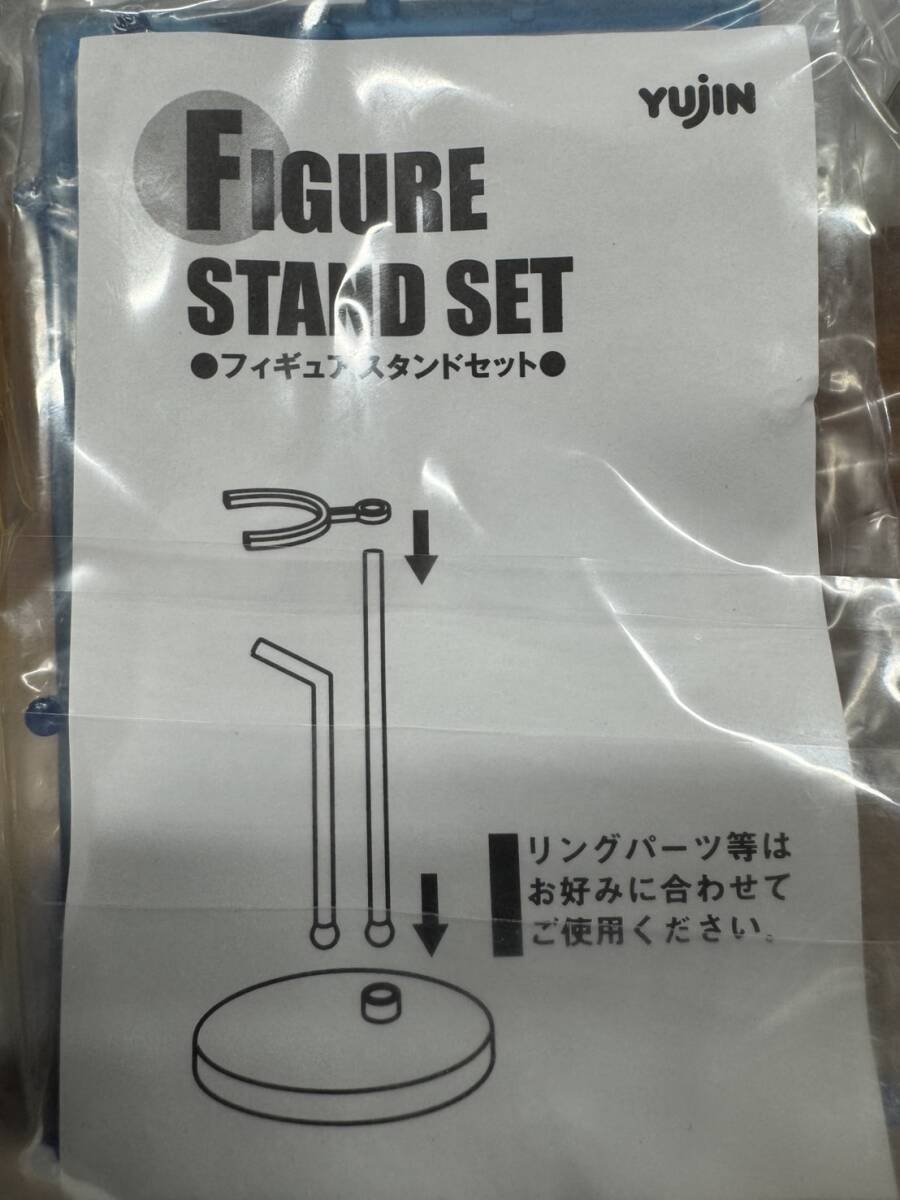 YUJIN
FIGURE
STAND SET
●フィギュアスタンドセット●
リングパーツ等は
お好みに合わせて
ご使用ください。